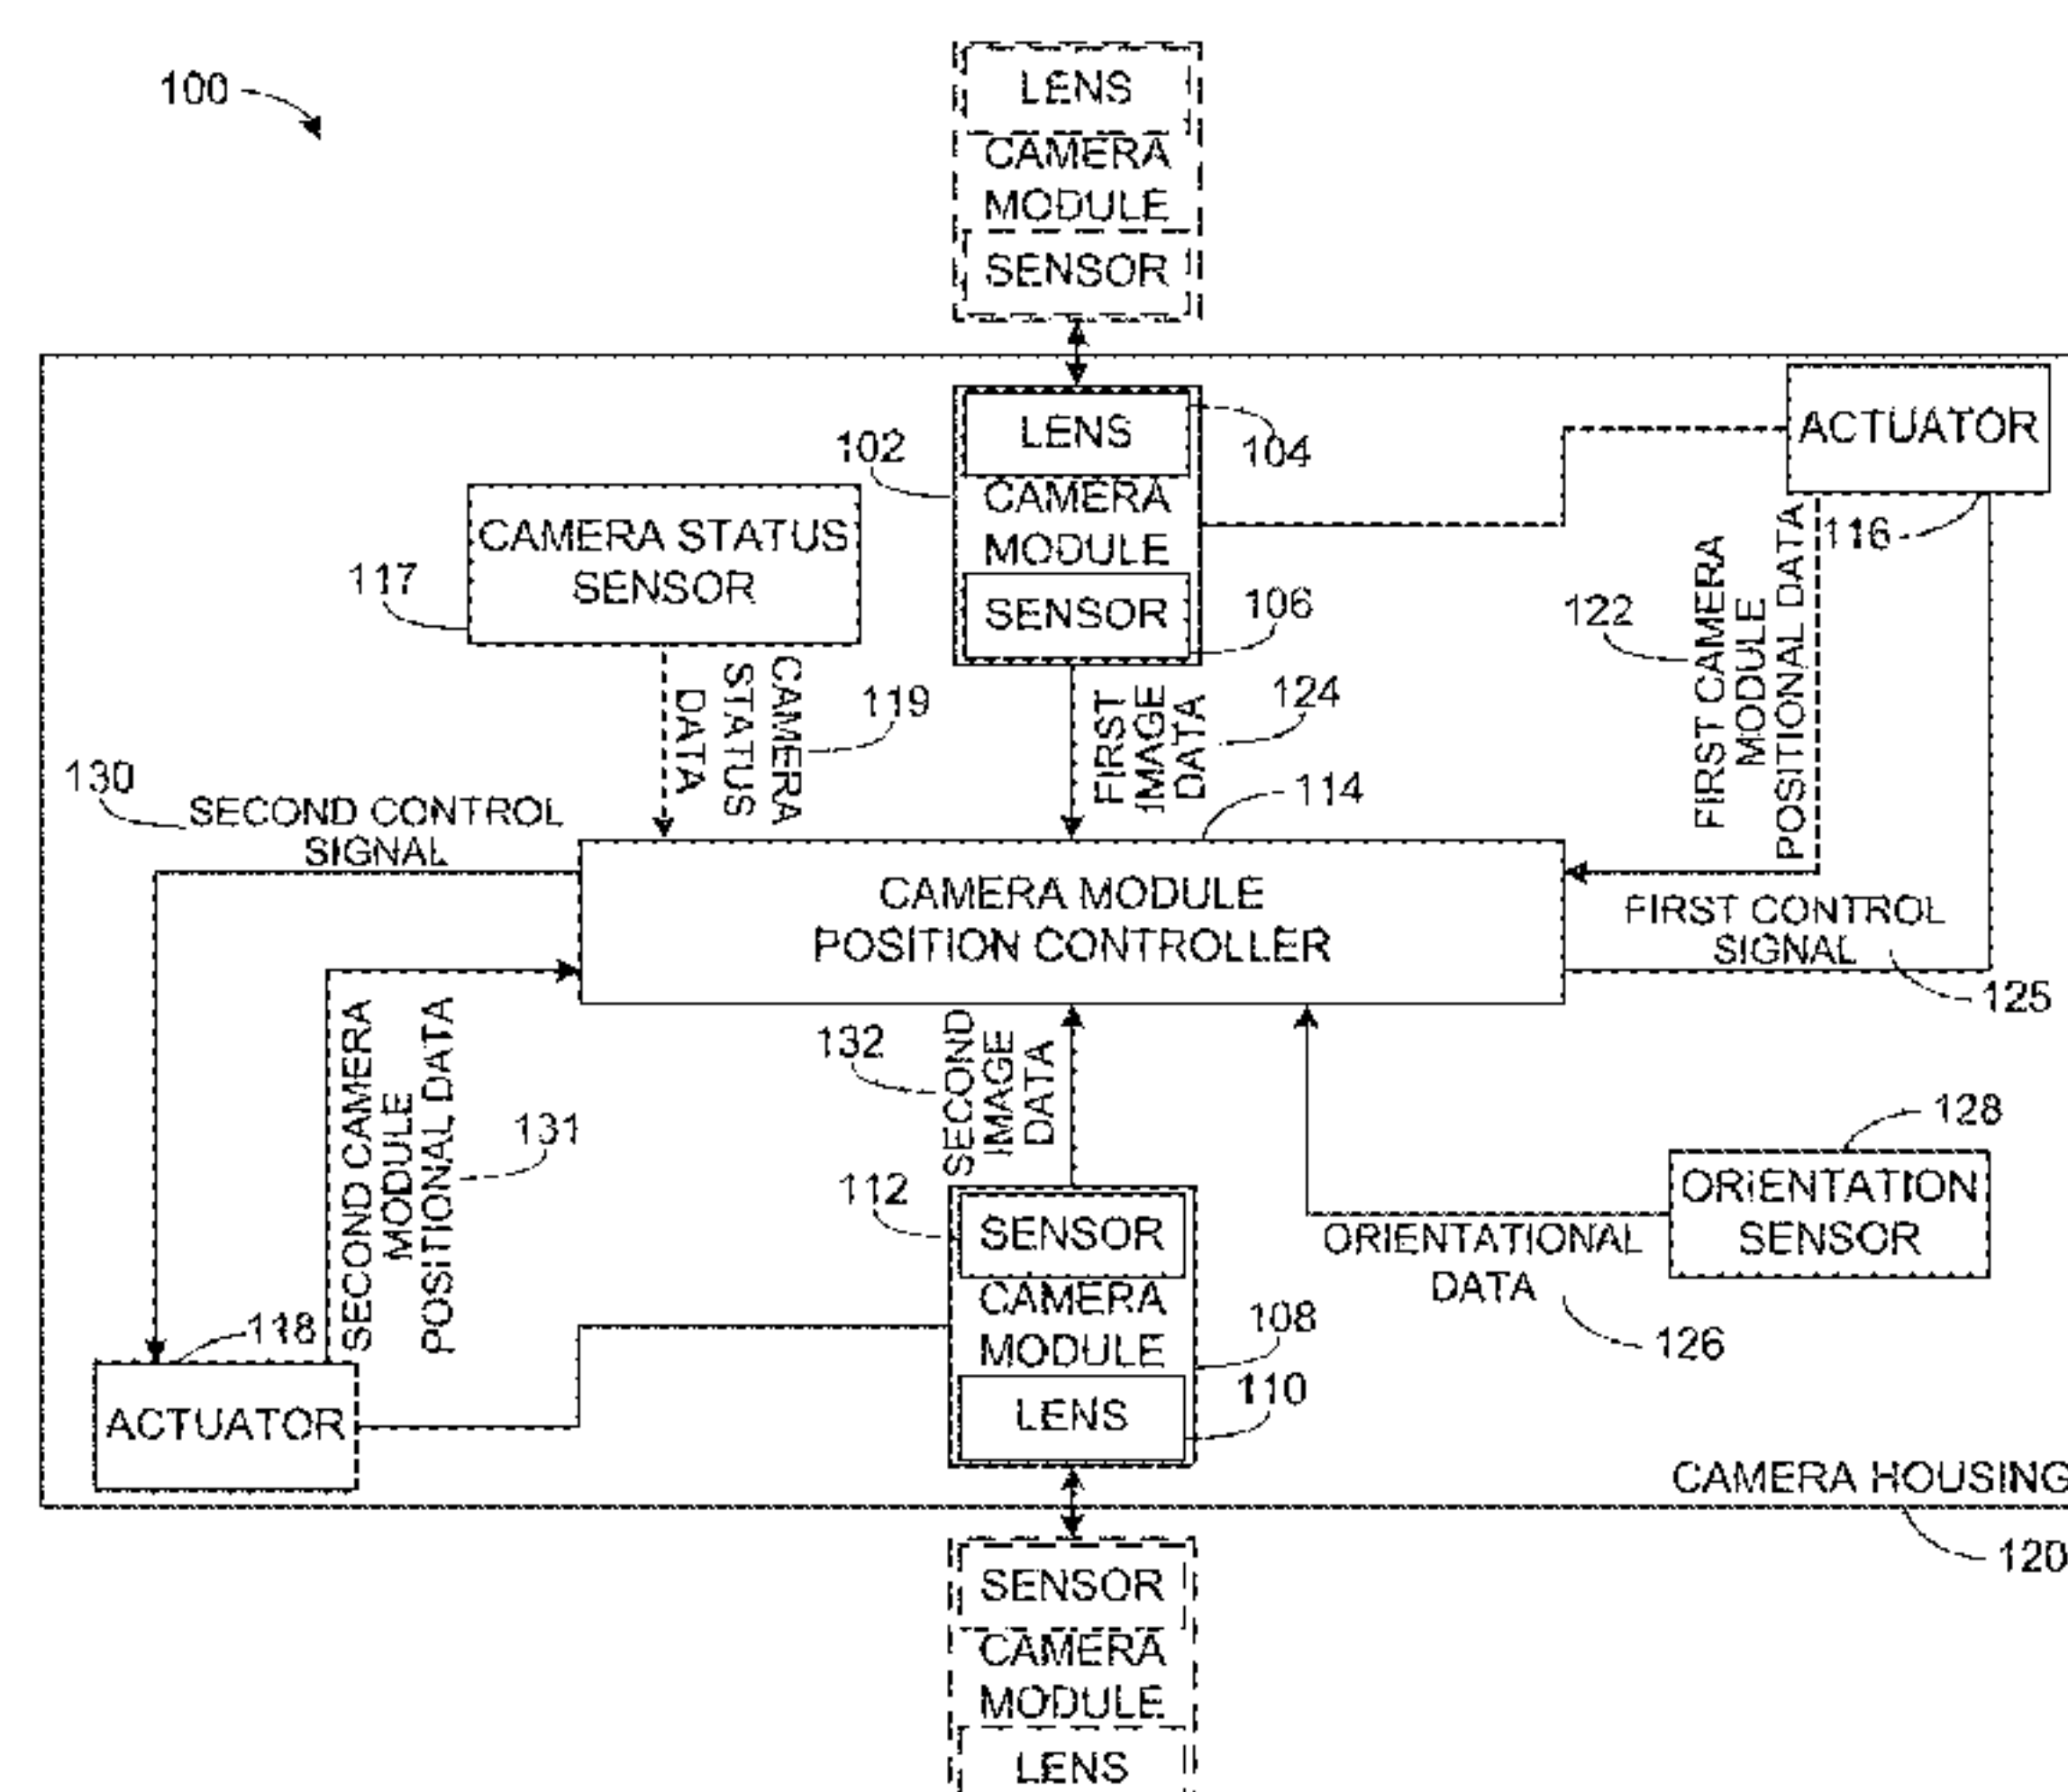 100
LENS
CAMERA
MODULE
SENSOR
LENS
104
102
CAMERA
MODULE
SENSOR
106
ACTUATOR
116
CAMERA STATUS
SENSOR
117
CAMERA
STATUS
DATA
119
FIRST
IMAGE
DATA
124
122
FIRST CAMERA
MODULE
POSITIONAL DATA
130
SECOND CONTROL
SIGNAL
114
CAMERA MODULE
POSITION CONTROLLER
FIRST CONTROL
SIGNAL
125
SECOND CAMERA
MODULE
POSITIONAL DATA
131
132
SECOND
IMAGE
DATA
128
ORIENTATION
SENSOR
ORIENTATIONAL
DATA
126
112
SENSOR
CAMERA
MODULE
108
LENS
110
118
ACTUATOR
CAMERA HOUSING
120
SENSOR
CAMERA
MODULE
LENS